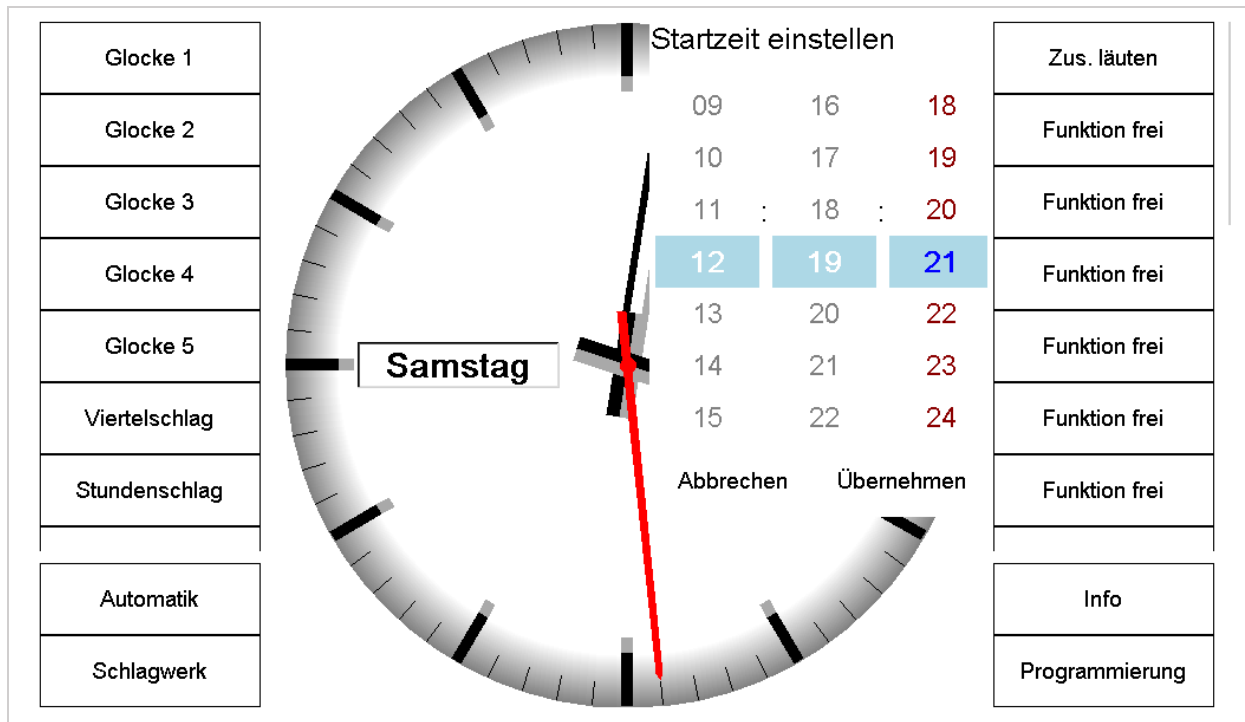 Glocke 1
Glocke 2
Glocke 3
Glocke 4
Glocke 5
Viertelschlag
Stundenschlag
Automatik
Schlagwerk
Samstag
Startzeit einstellen
09 16 18
10 17 19
11 : 18 : 20
12 19 21
13 20 22
14 21 23
15 22 24
Abbrechen Übernehmen
Zus. läuten
Funktion frei
Funktion frei
Funktion frei
Funktion frei
Funktion frei
Funktion frei
Info
Programmierung